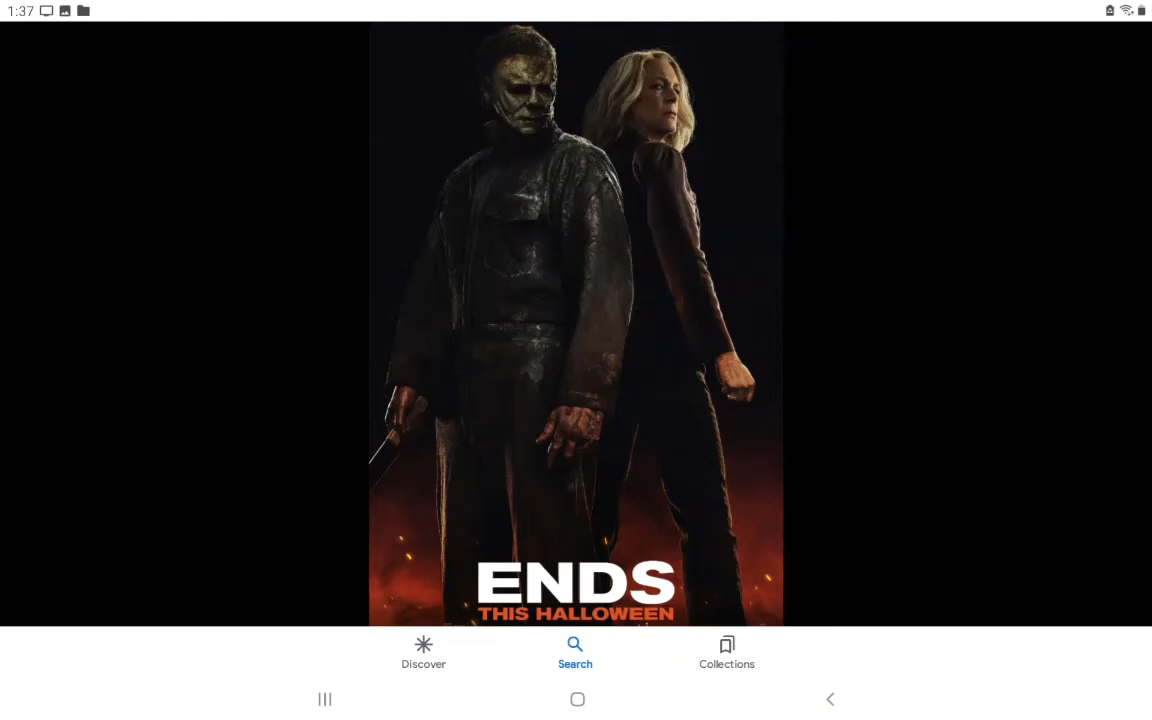 1:37
ENDS
THIS HALLOWEEN
Discover
Search
Collections